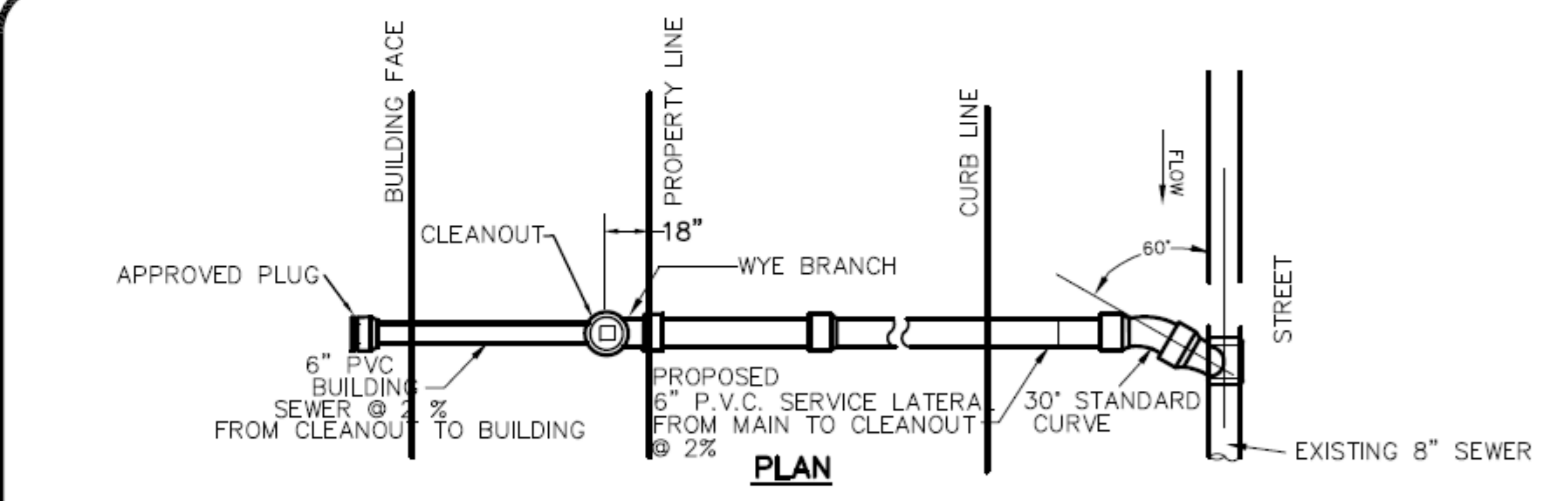 BUILDING FACE
PROPERTY LINE
CURB LINE
FLOW
60°
STREET
18"
CLEANOUT
WYE BRANCH
APPROVED PLUG
6" PVC
BUILDING
SEWER @ 2 %
FROM CLEANOUT TO BUILDING
PROPOSED
6" P.V.C. SERVICE LATERAL
FROM MAIN TO CLEANOUT
@ 2%
30° STANDARD
CURVE
EXISTING 8" SEWER
PLAN